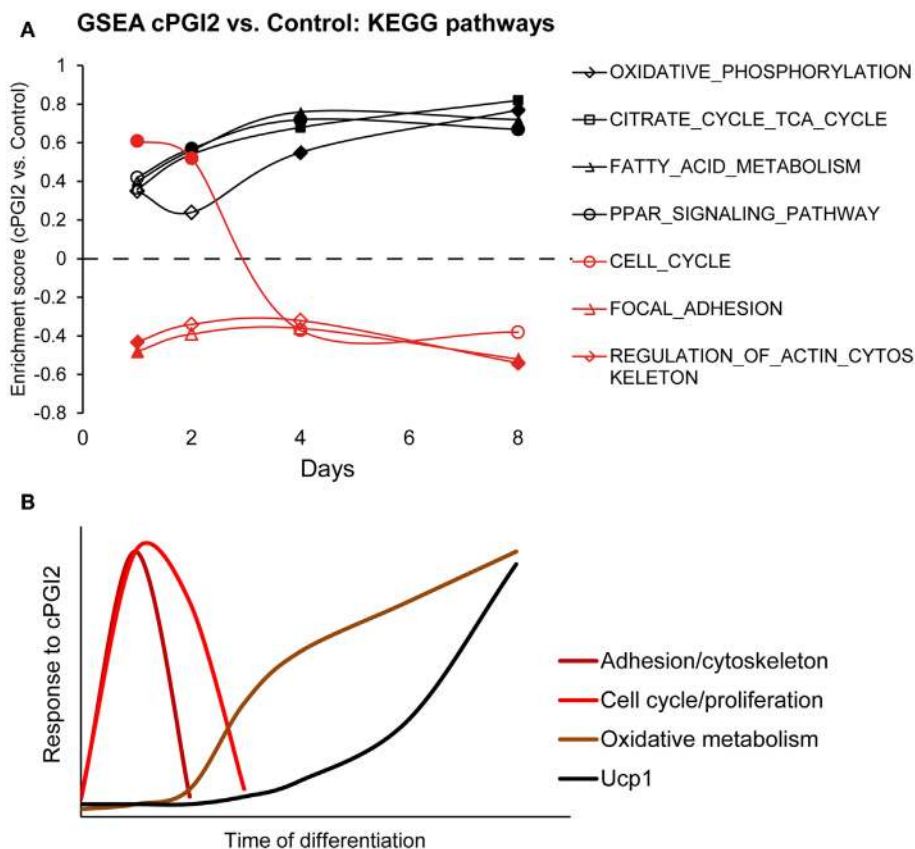 A GSEA cPGI2 vs. Control: KEGG pathways
Enrichment score (cPGI2 vs. Control)
1
0.8
0.6
0.4
0.2
0
-0.2
-0.4
-0.6
-0.8
0 2 4 6 8
Days
OXIDATIVE_PHOSPHORYLATION
CITRATE_CYCLE_TCA_CYCLE
FATTY_ACID_METABOLISM
PPAR_SIGNALING_PATHWAY
CELL_CYCLE
FOCAL_ADHESION
REGULATION_OF_ACTIN_CYTOS
KELETON
B
Response to cPGI2
Time of differentiation
Adhesion/cytoskeleton
Cell cycle/proliferation
Oxidative metabolism
Ucp1